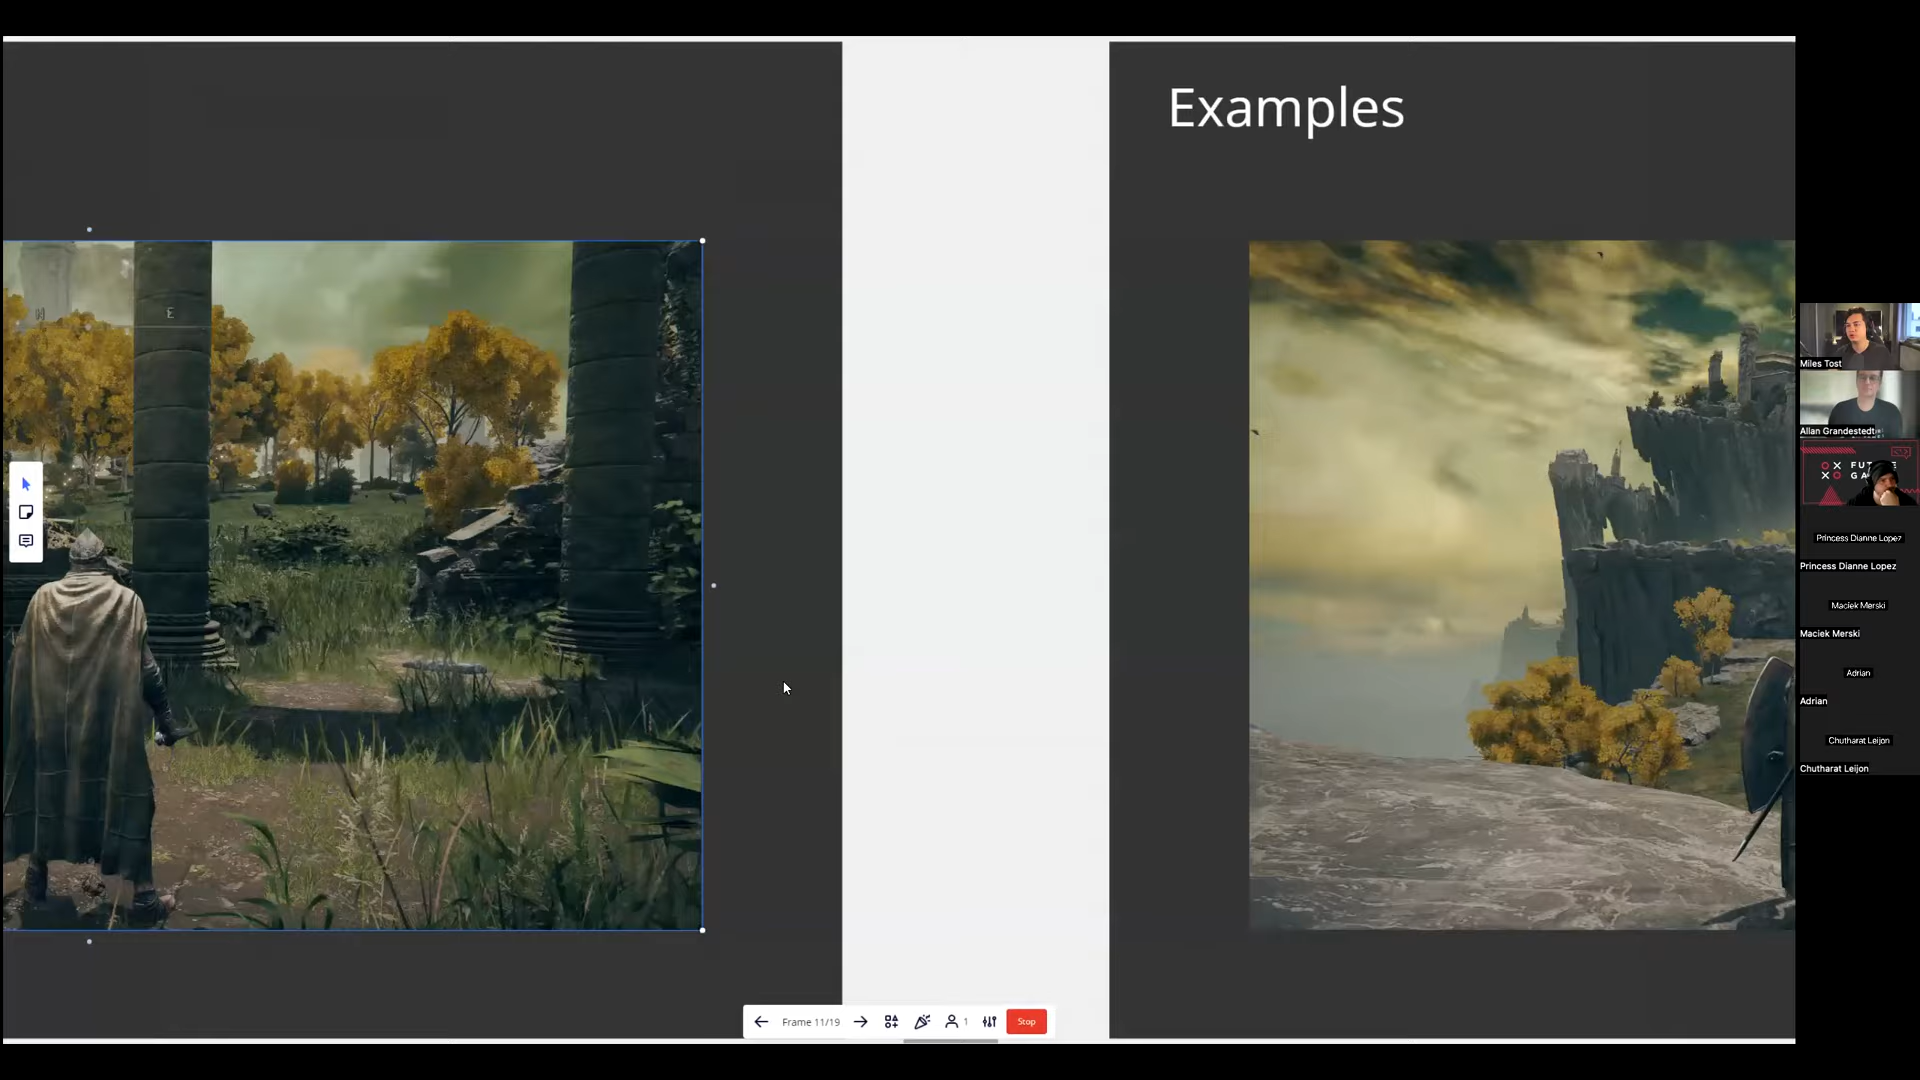 Examples
E
Frame 11/19
1
Stop
Miles Tost
Allan Grandestedt
Princess Dianne Lopez
Princess Dianne Lopez
Maciek Merski
Maciek Merski
Adrian
Adrian
Chutharat Leijon
Chutharat Leijon